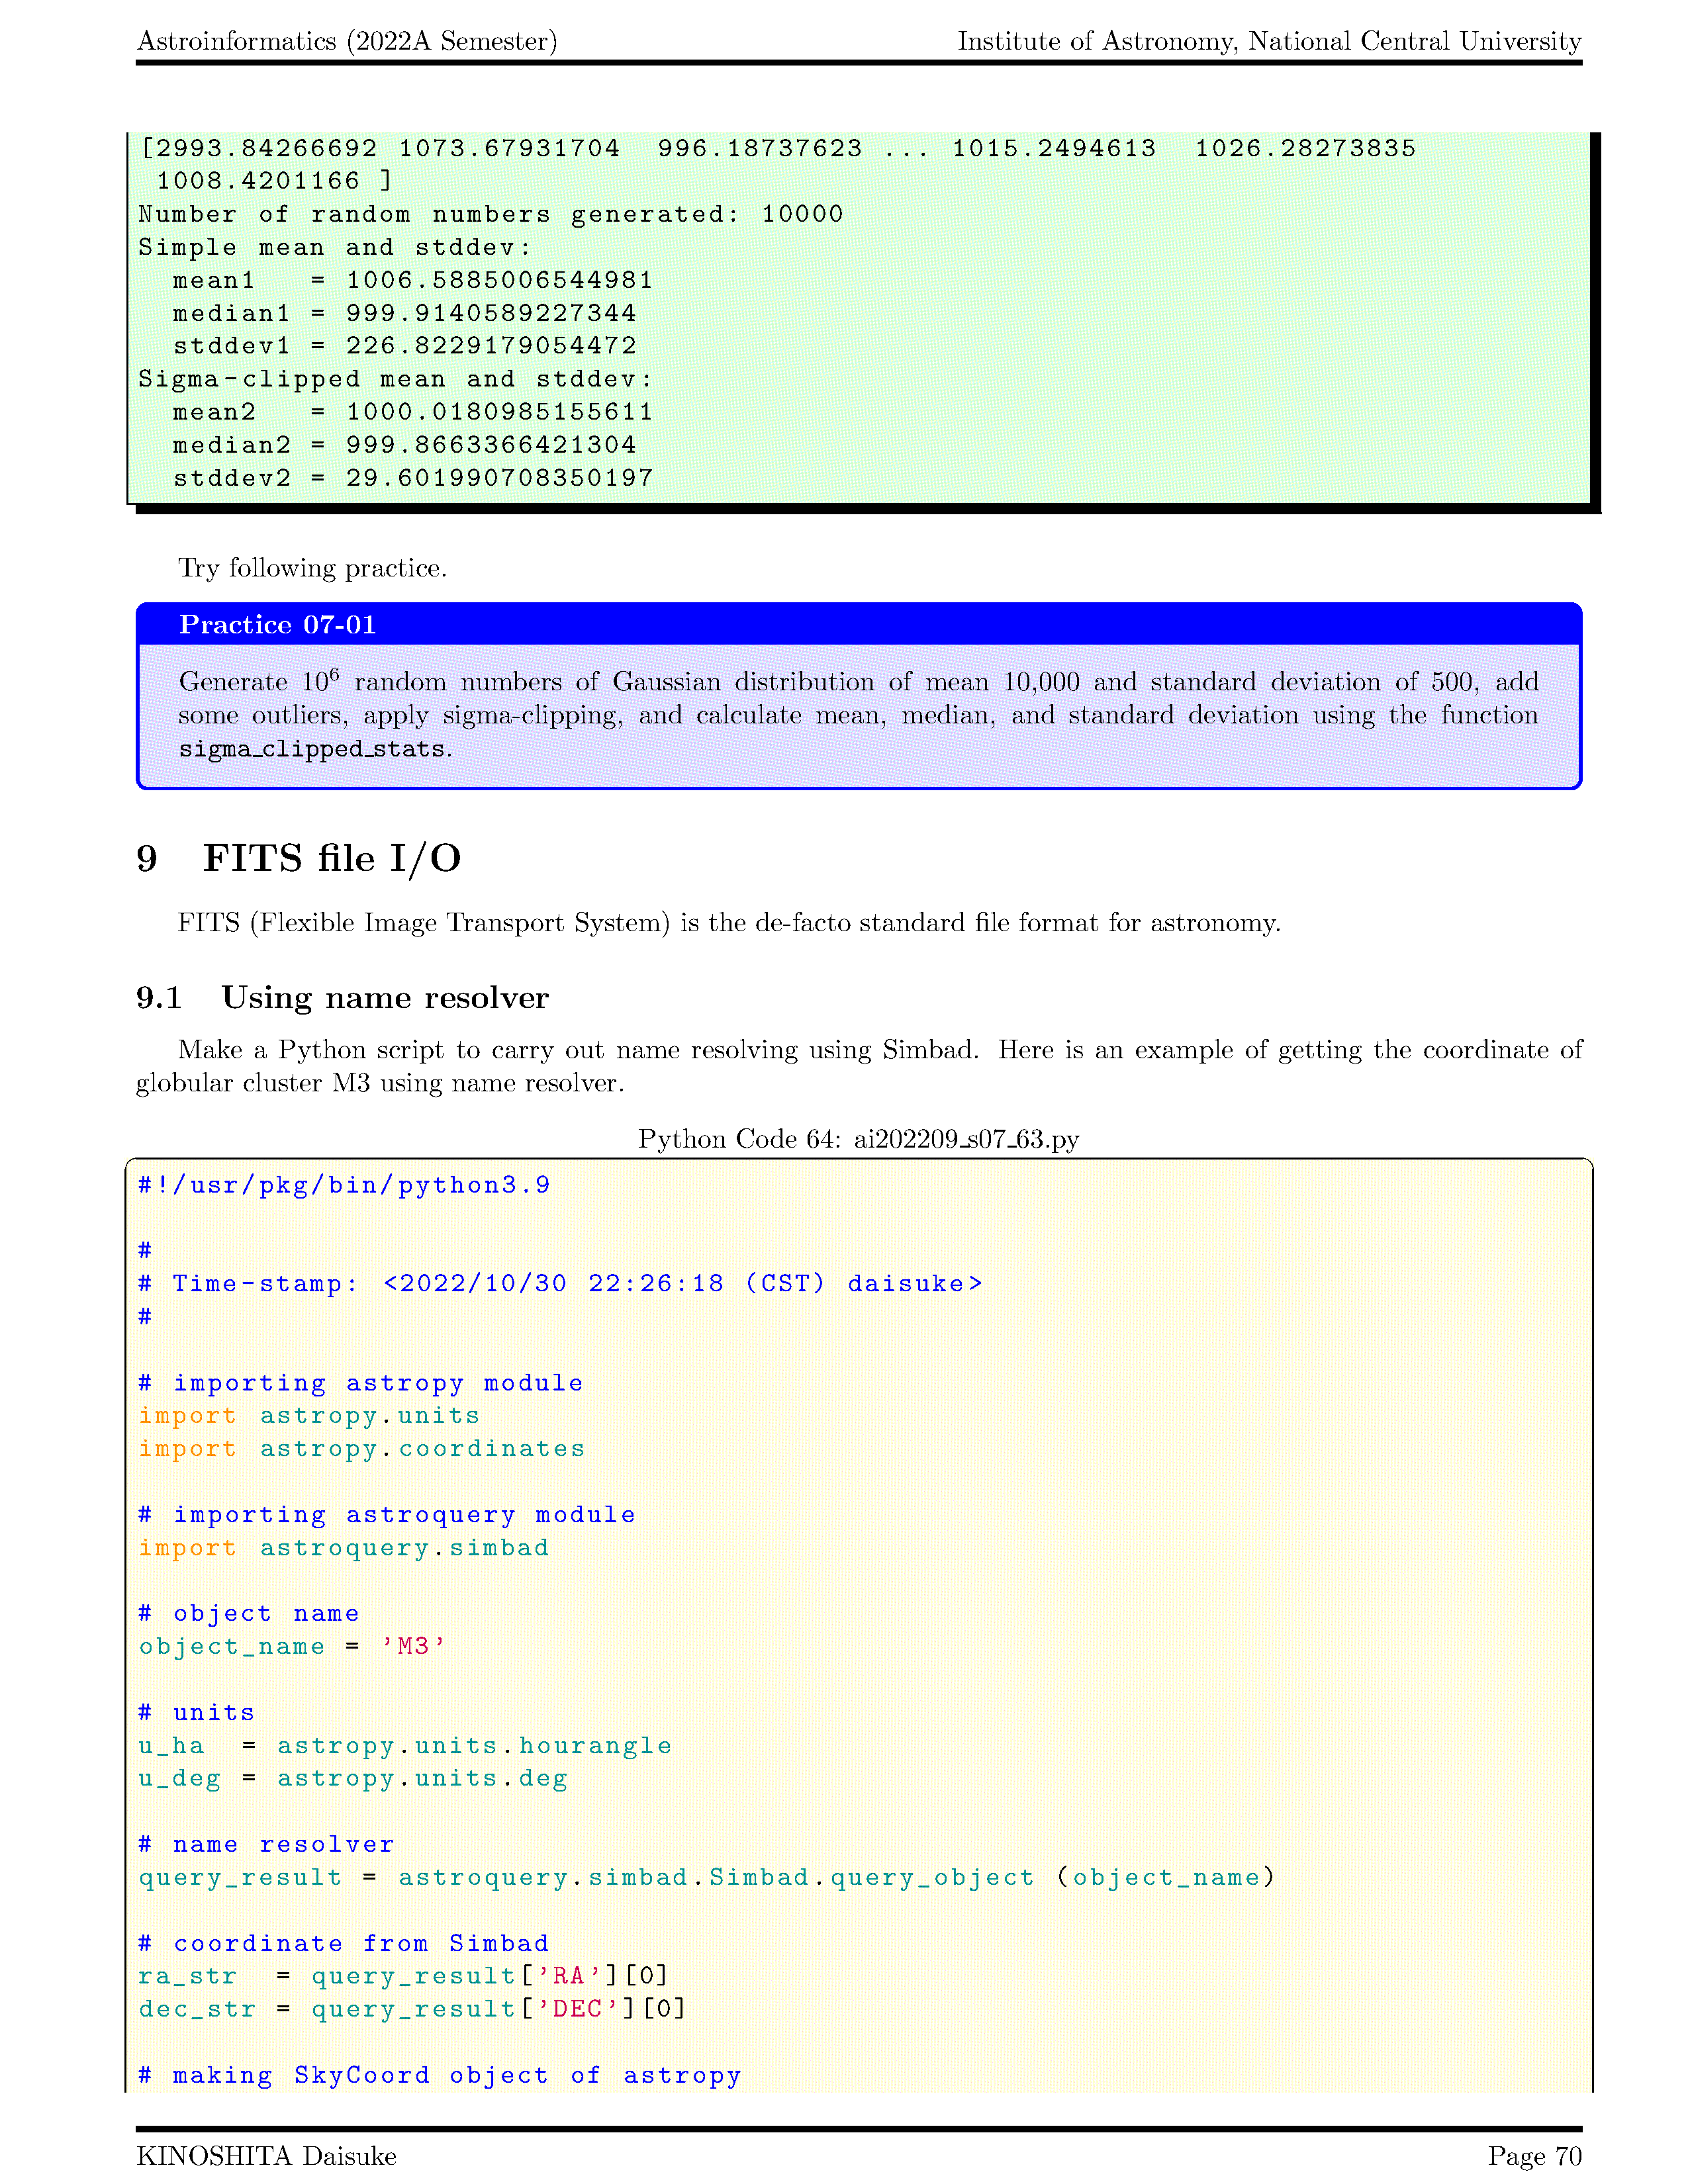 Astroinformatics (2022A Semester) Institute of Astronomy, National Central University
[2993.84266692 1073.67931704  996.18737623 ... 1015.2494613  1026.28273835
 1008.4201166 ]
Number of random numbers generated: 10000
Simple mean and stddev:
  mean1   = 1006.5885006544981
  median1 = 999.9140589227344
  stddev1 = 226.8229179054472
Sigma-clipped mean and stddev:
  mean2   = 1000.0180985155611
  median2 = 999.8663366421304
  stddev2 = 29.601990708350197
Try following practice.
Practice 07-01
Generate 10⁶ random numbers of Gaussian distribution of mean 10,000 and standard deviation of 500, add
some outliers, apply sigma-clipping, and calculate mean, median, and standard deviation using the function
sigma_clipped_stats.
9 FITS file I/O
FITS (Flexible Image Transport System) is the de-facto standard file format for astronomy.
9.1 Using name resolver
Make a Python script to carry out name resolving using Simbad. Here is an example of getting the coordinate of
globular cluster M3 using name resolver.
Python Code 64: ai202209_s07_63.py
#!/usr/pkg/bin/python3.9
#
# Time-stamp: <2022/10/30 22:26:18 (CST) daisuke>
#
# importing astropy module
import astropy.units
import astropy.coordinates
# importing astroquery module
import astroquery.simbad
# object name
object_name = 'M3'
# units
u_ha  = astropy.units.hourangle
u_deg = astropy.units.deg
# name resolver
query_result = astroquery.simbad.Simbad.query_object (object_name)
# coordinate from Simbad
ra_str  = query_result['RA'][0]
dec_str = query_result['DEC'][0]
# making SkyCoord object of astropy
KINOSHITA Daisuke Page 70